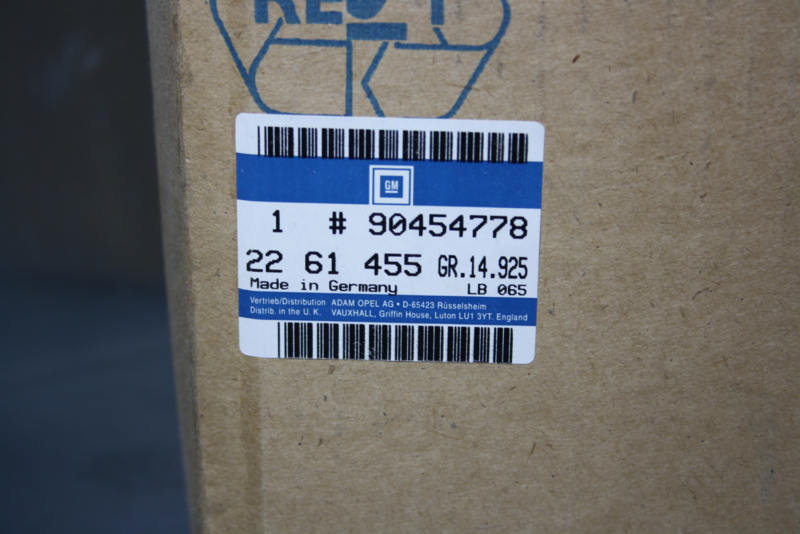 RESY
GM
1 # 90454778
22 61 455 GR.14.925
Made in Germany LB 065
Vertrieb/Distribution ADAM OPEL AG • D-65423 Rüsselsheim
Distrib. in the U. K. VAUXHALL, Griffin House, Luton LU1 3YT. England